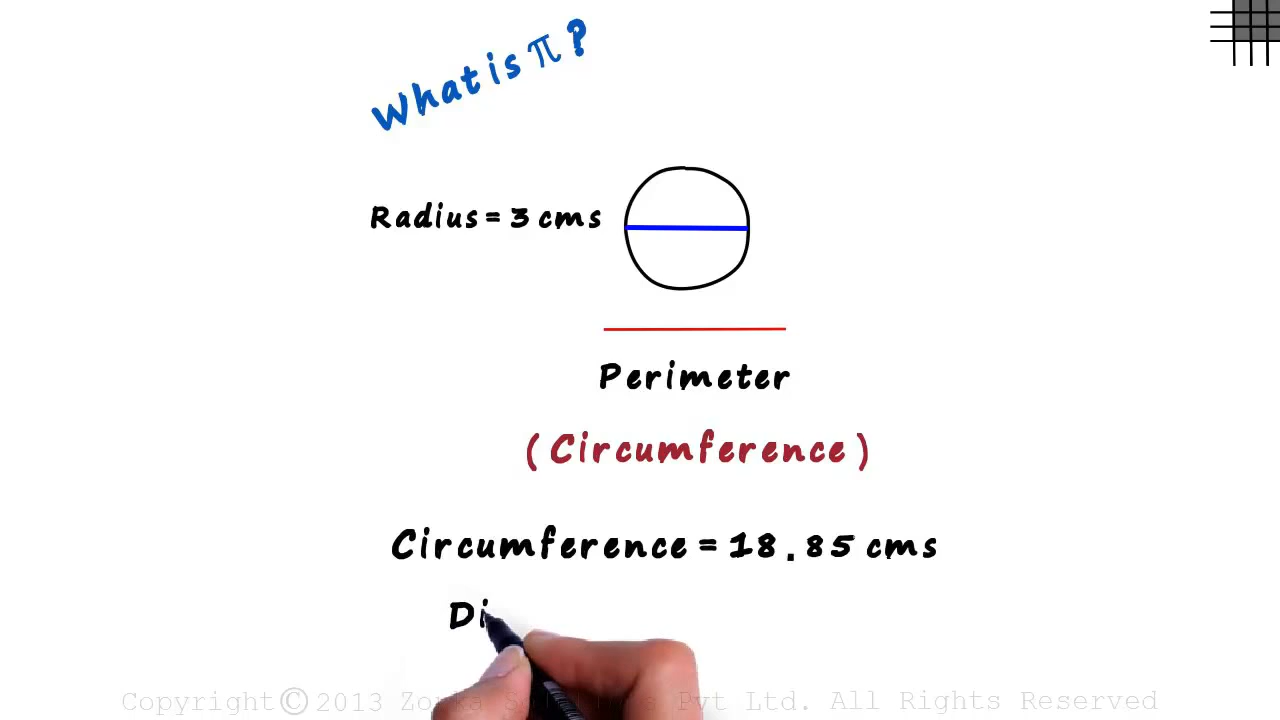 What is π ?
Radius = 3 cms
Perimeter
(Circumference)
Circumference = 18.85 cms
Di
Copyright © 2013 Pvt Ltd. All Rights Reserved